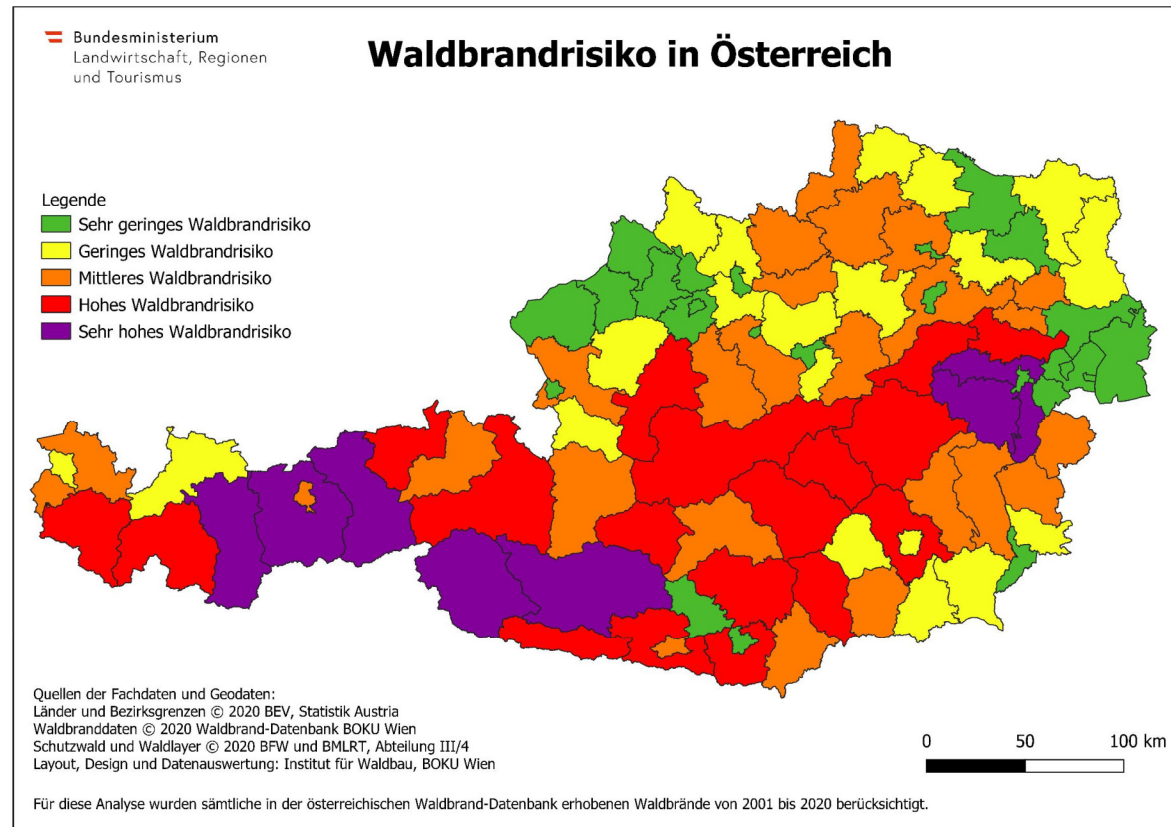 Bundesministerium
Landwirtschaft, Regionen
und Tourismus
Waldbrandrisiko in Österreich
Legende
Sehr geringes Waldbrandrisiko
Geringes Waldbrandrisiko
Mittleres Waldbrandrisiko
Hohes Waldbrandrisiko
Sehr hohes Waldbrandrisiko
Quellen der Fachdaten und Geodaten:
Länder und Bezirksgrenzen © 2020 BEV, Statistik Austria
Waldbranddaten © 2020 Waldbrand-Datenbank BOKU Wien
Schutzwald und Waldlayer © 2020 BFW und BMLRT, Abteilung III/4
Layout, Design und Datenauswertung: Institut für Waldbau, BOKU Wien
0 50 100 km
Für diese Analyse wurden sämtliche in der österreichischen Waldbrand-Datenbank erhobenen Waldbrände von 2001 bis 2020 berücksichtigt.